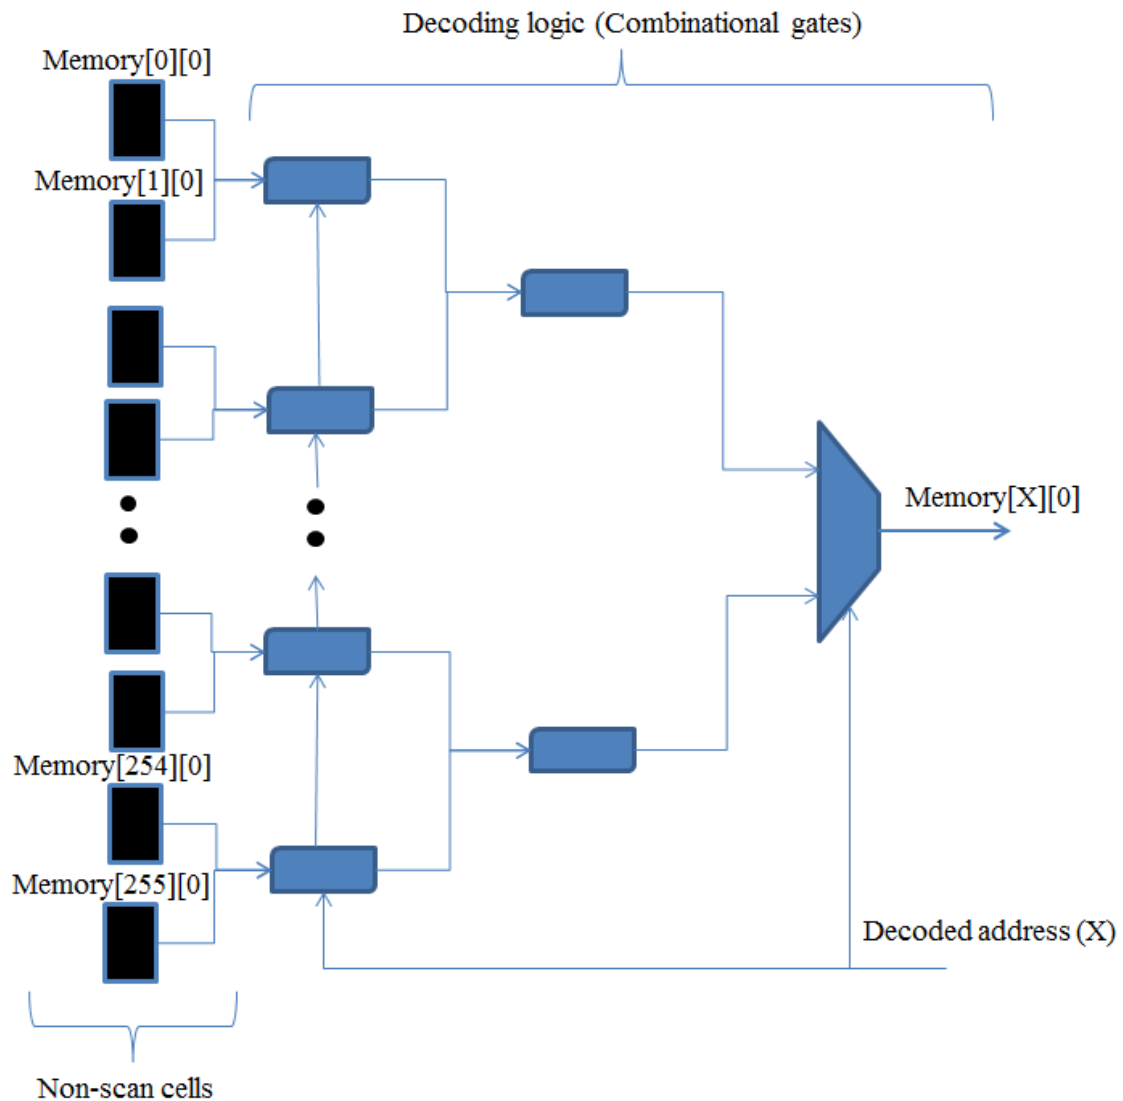 Decoding logic (Combinational gates)
Memory[0][0]
Memory[1][0]
Memory[X][0]
Memory[254][0]
Memory[255][0]
Decoded address (X)
Non-scan cells